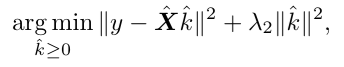 arg min ‖y − X̂k̂‖² + λ₂‖k̂‖²,
k̂≥0